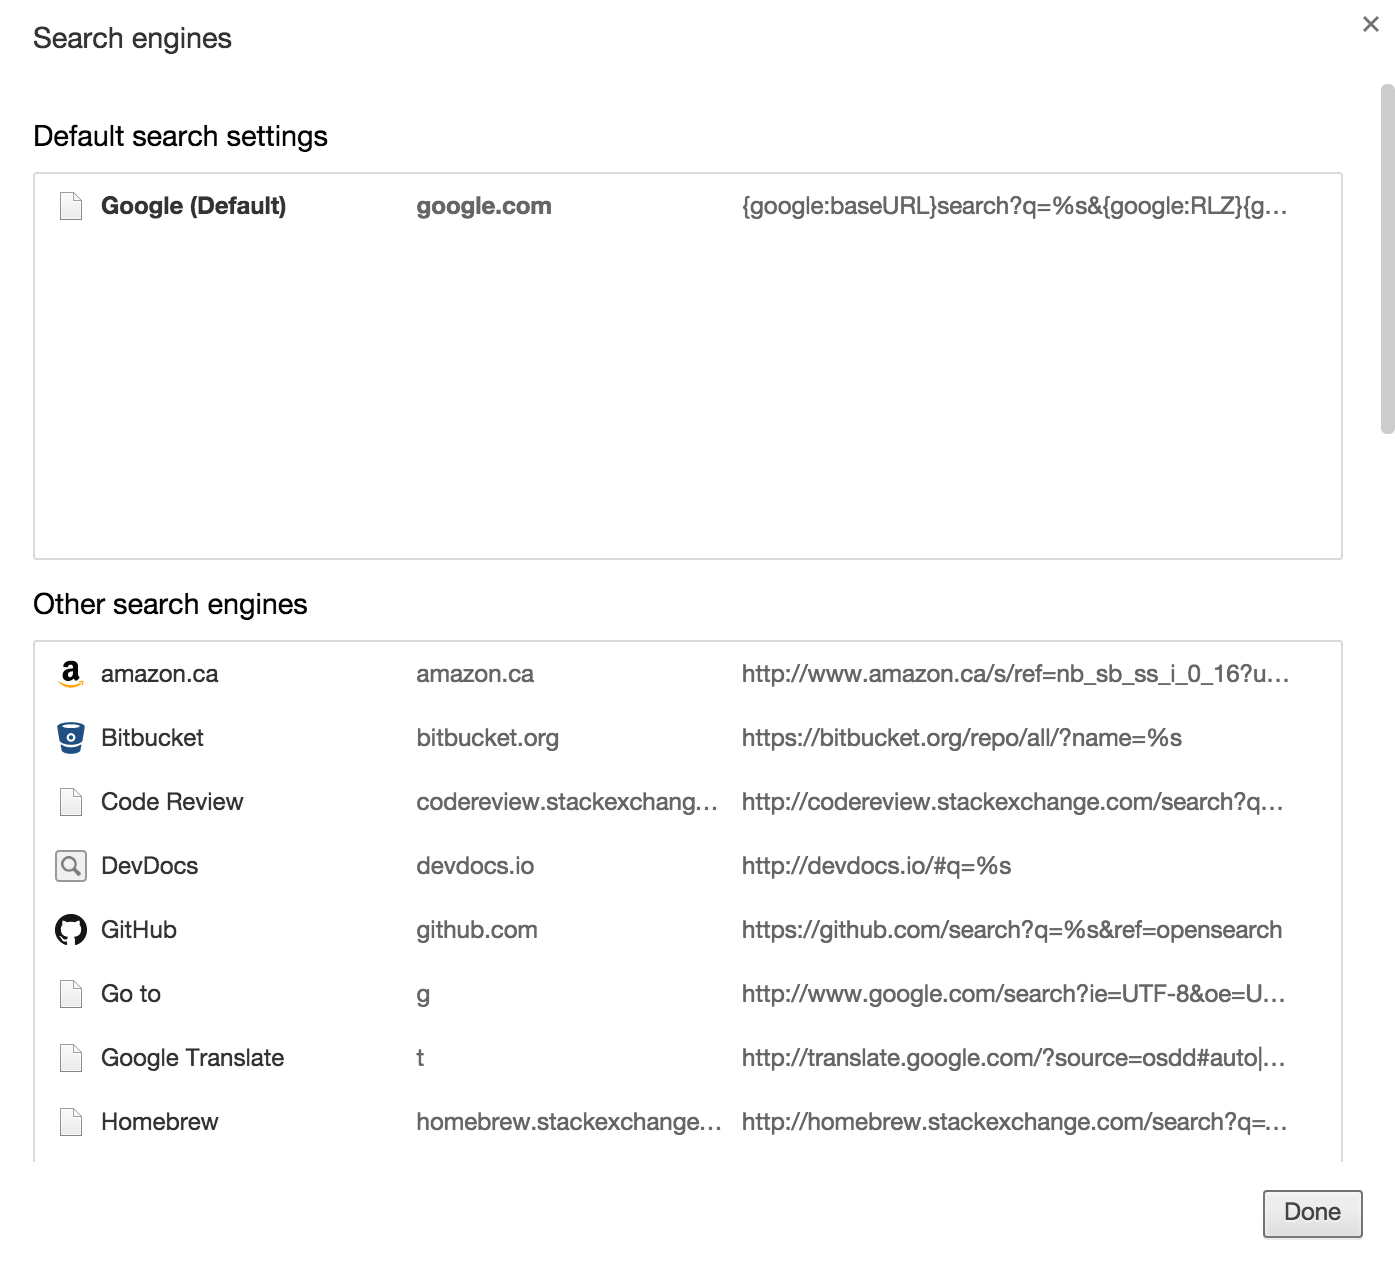 Search engines
Default search settings
Google (Default) google.com {google:baseURL}search?q=%s&{google:RLZ}{g...
Other search engines
amazon.ca amazon.ca http://www.amazon.ca/s/ref=nb_sb_ss_i_0_16?u...
Bitbucket bitbucket.org https://bitbucket.org/repo/all/?name=%s
Code Review codereview.stackexchang... http://codereview.stackexchange.com/search?q...
DevDocs devdocs.io http://devdocs.io/#q=%s
GitHub github.com https://github.com/search?q=%s&ref=opensearch
Go to g http://www.google.com/search?ie=UTF-8&oe=U...
Google Translate t http://translate.google.com/?source=osdd#auto|...
Homebrew homebrew.stackexchange... http://homebrew.stackexchange.com/search?q=...
Done